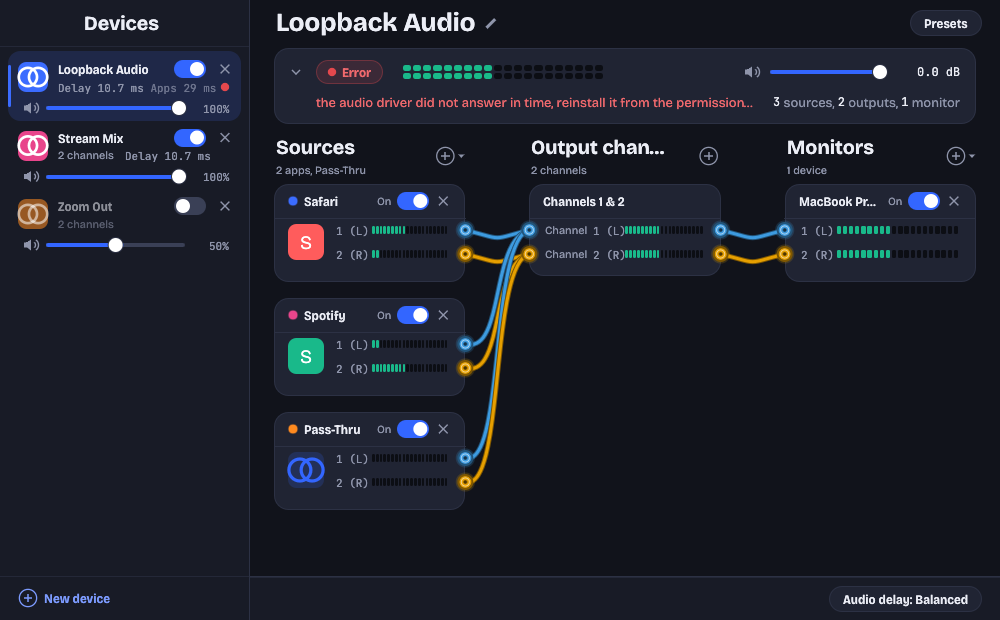 Devices
Loopback Audio
Delay 10.7 ms Apps 29 ms
100%
Stream Mix
2 channels Delay 10.7 ms
100%
Zoom Out
2 channels
50%
New device
Loopback Audio
Presets
Error
0.0 dB
the audio driver did not answer in time, reinstall it from the permission...
3 sources, 2 outputs, 1 monitor
Sources
2 apps, Pass-Thru
Safari On
S
1 (L)
2 (R)
Spotify On
S
1 (L)
2 (R)
Pass-Thru On
1 (L)
2 (R)
Output chan...
2 channels
Channels 1 & 2
Channel 1 (L)
Channel 2 (R)
Monitors
1 device
MacBook Pr... On
1 (L)
2 (R)
Audio delay: Balanced